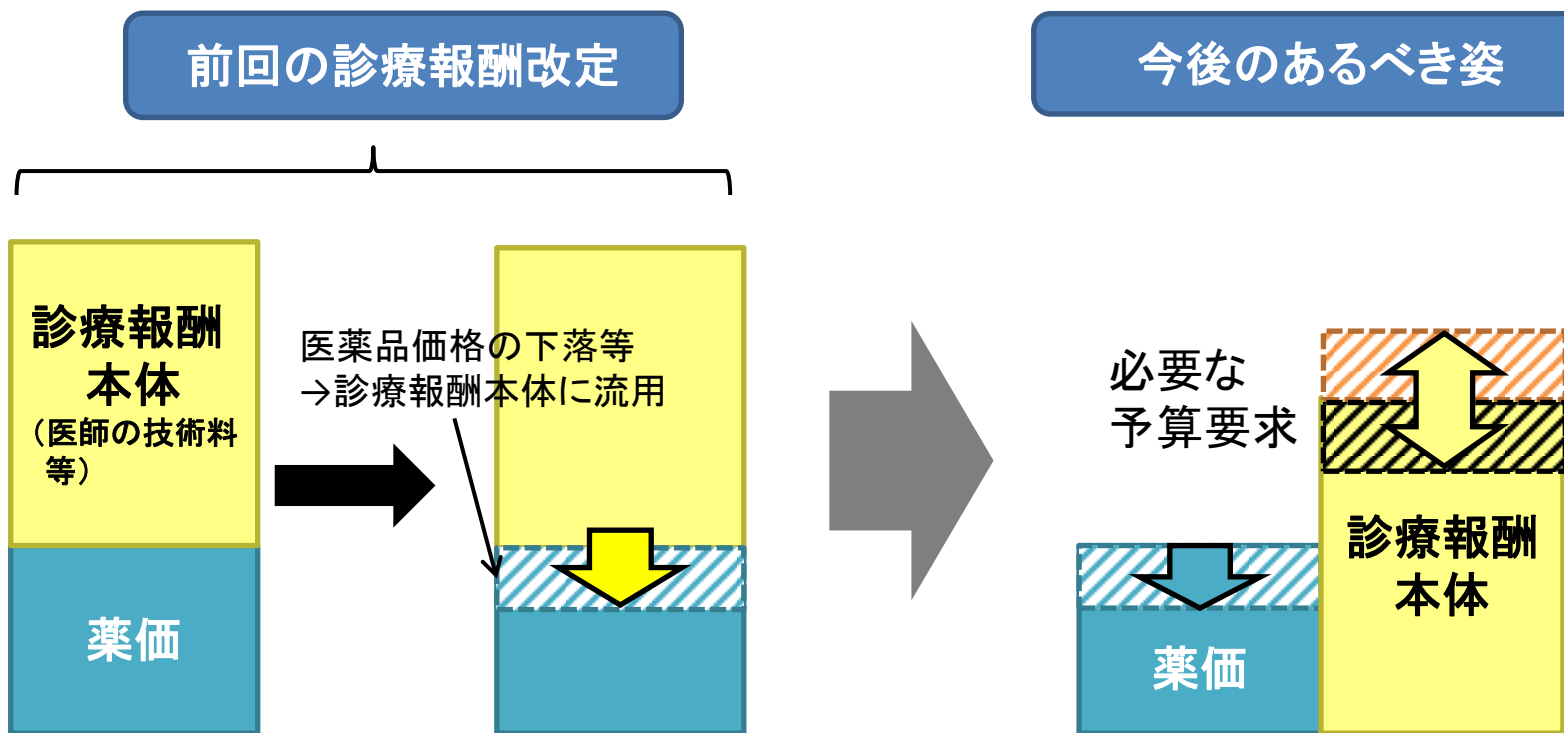 前回の診療報酬改定
今後のあるべき姿
診療報酬
本体
（医師の技術料
等）
薬価
医薬品価格の下落等
→診療報酬本体に流用
必要な
予算要求
薬価
診療報酬
本体